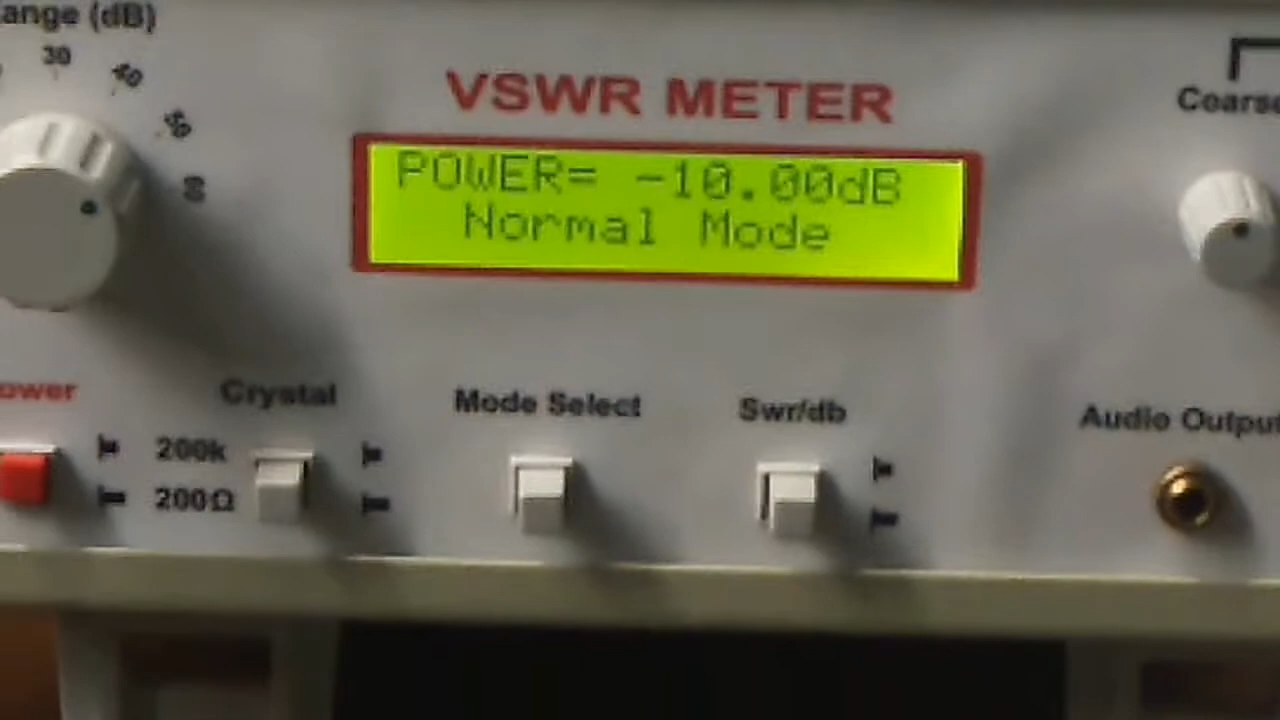 ange (dB)
30
40
50
60
VSWR METER
POWER= -10.00dB
Normal Mode
Coarse
ower
Crystal
200k
200Ω
Mode Select
Swr/db
Audio Output